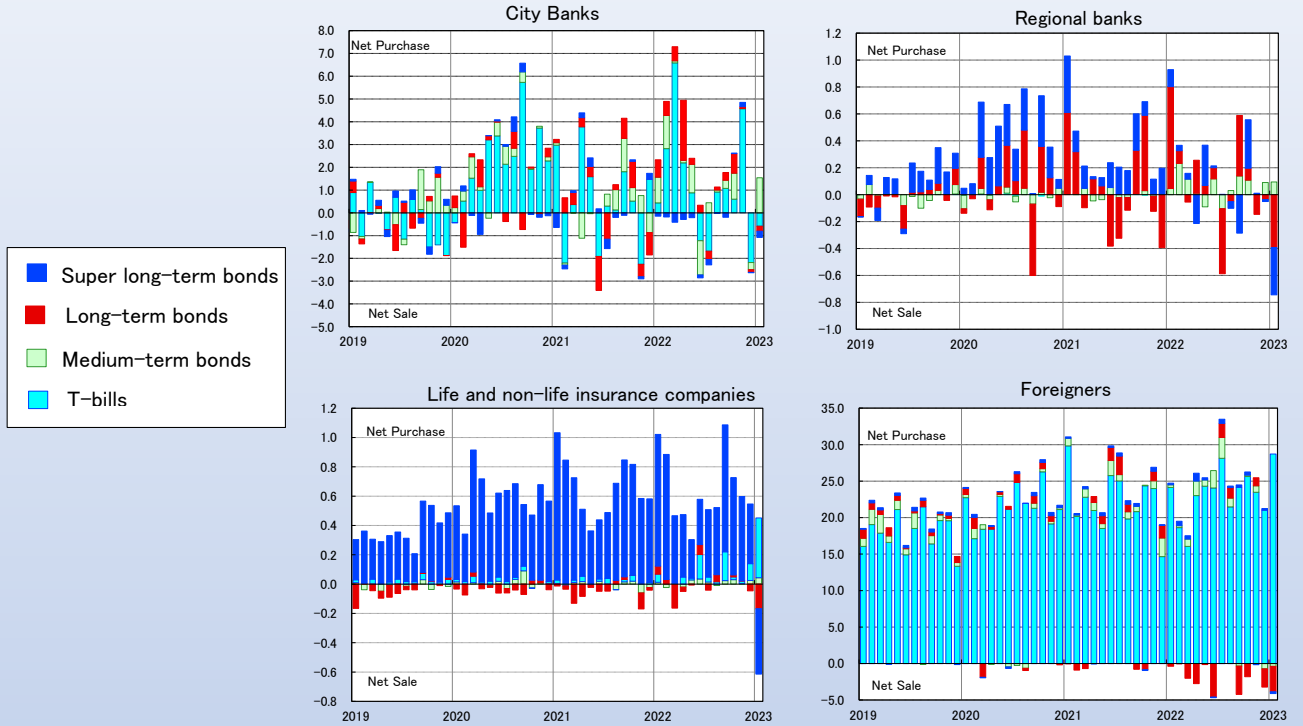 City Banks
8.0
7.0
6.0
5.0
4.0
3.0
2.0
1.0
0.0
-1.0
-2.0
-3.0
-4.0
-5.0
Net Purchase
Net Sale
2019 2020 2021 2022 2023
Regional banks
1.2
1.0
0.8
0.6
0.4
0.2
0.0
-0.2
-0.4
-0.6
-0.8
-1.0
Net Purchase
Net Sale
2019 2020 2021 2022 2023
Super long-term bonds
Long-term bonds
Medium-term bonds
T-bills
Life and non-life insurance companies
1.2
1.0
0.8
0.6
0.4
0.2
0.0
-0.2
-0.4
-0.6
-0.8
Net Purchase
Net Sale
2019 2020 2021 2022 2023
Foreigners
35.0
30.0
25.0
20.0
15.0
10.0
5.0
0.0
-5.0
Net Purchase
Net Sale
2019 2020 2021 2022 2023